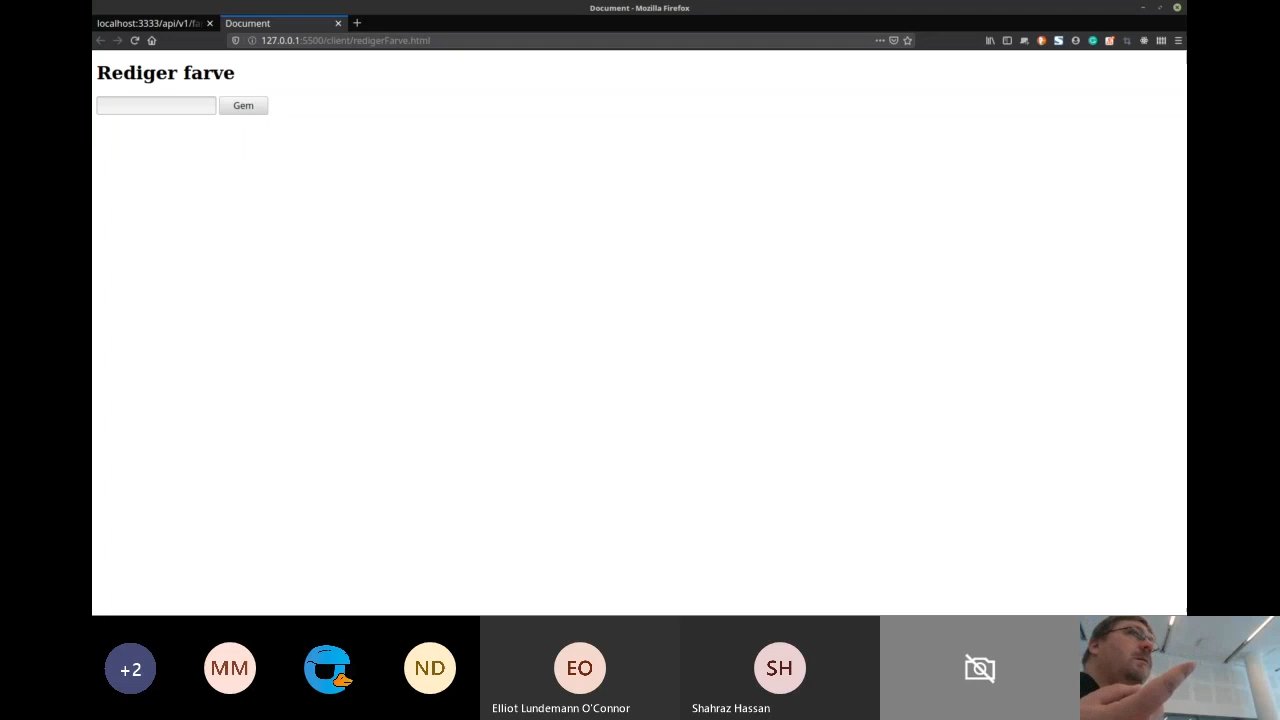 Document - Mozilla Firefox
localhost:3333/api/v1/fa
Document
127.0.0.1:5500/client/redigerFarve.html
Rediger farve
Gem
+2
MM
ND
EO
SH
Elliot Lundemann O'Connor
Shahraz Hassan